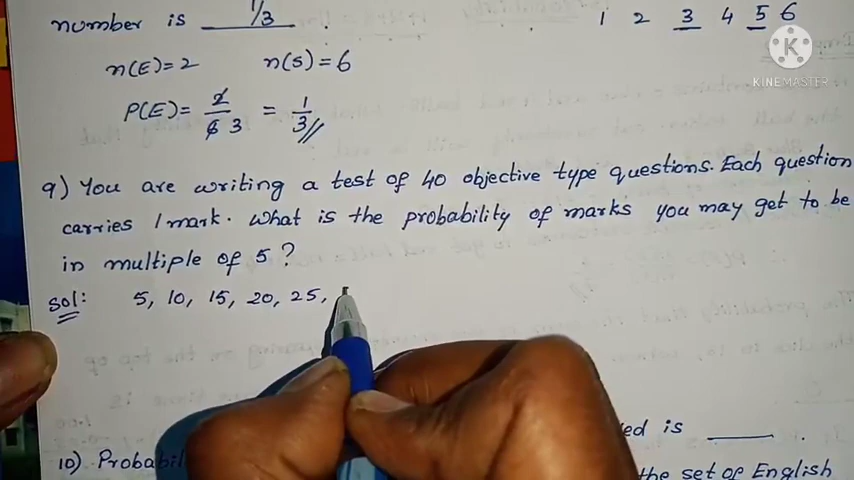 number is 1/3 .
1 2 3 4 5 6
n(E)=2 n(S)=6
KINEMASTER
P(E)= 2/6 3 = 1/3 //
9) You are writing a test of 40 objective type questions. Each question
carries 1 mark. What is the probability of marks you may get to be
in multiple of 5?
Sol: 5, 10, 15, 20, 25,
is ______ .
10) the set of English